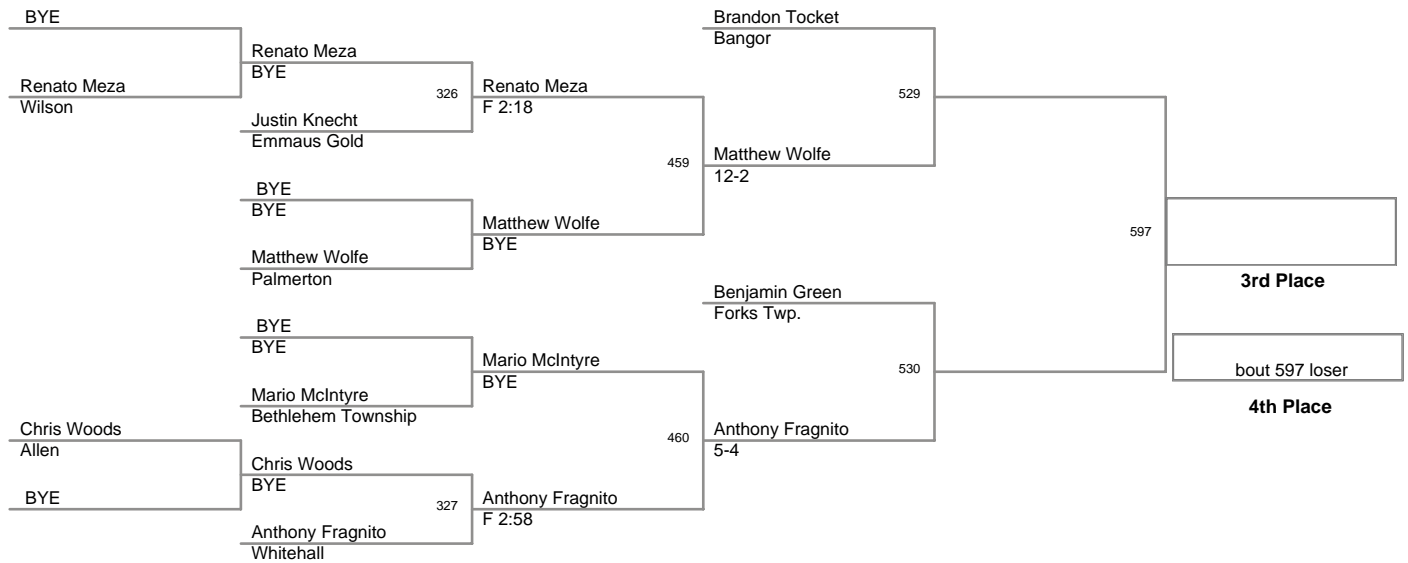 BYE
Brandon Tocket
Bangor
Renato Meza
BYE
Renato Meza
Wilson
326
Renato Meza
F 2:18
529
Justin Knecht
Emmaus Gold
459
Matthew Wolfe
12-2
BYE
BYE
Matthew Wolfe
BYE
597
Matthew Wolfe
Palmerton
3rd Place
Benjamin Green
Forks Twp.
BYE
BYE
Mario McIntyre
BYE
530
bout 597 loser
Mario McIntyre
Bethlehem Township
4th Place
Chris Woods
Allen
460
Anthony Fragnito
5-4
Chris Woods
BYE
BYE
327
Anthony Fragnito
F 2:58
Anthony Fragnito
Whitehall